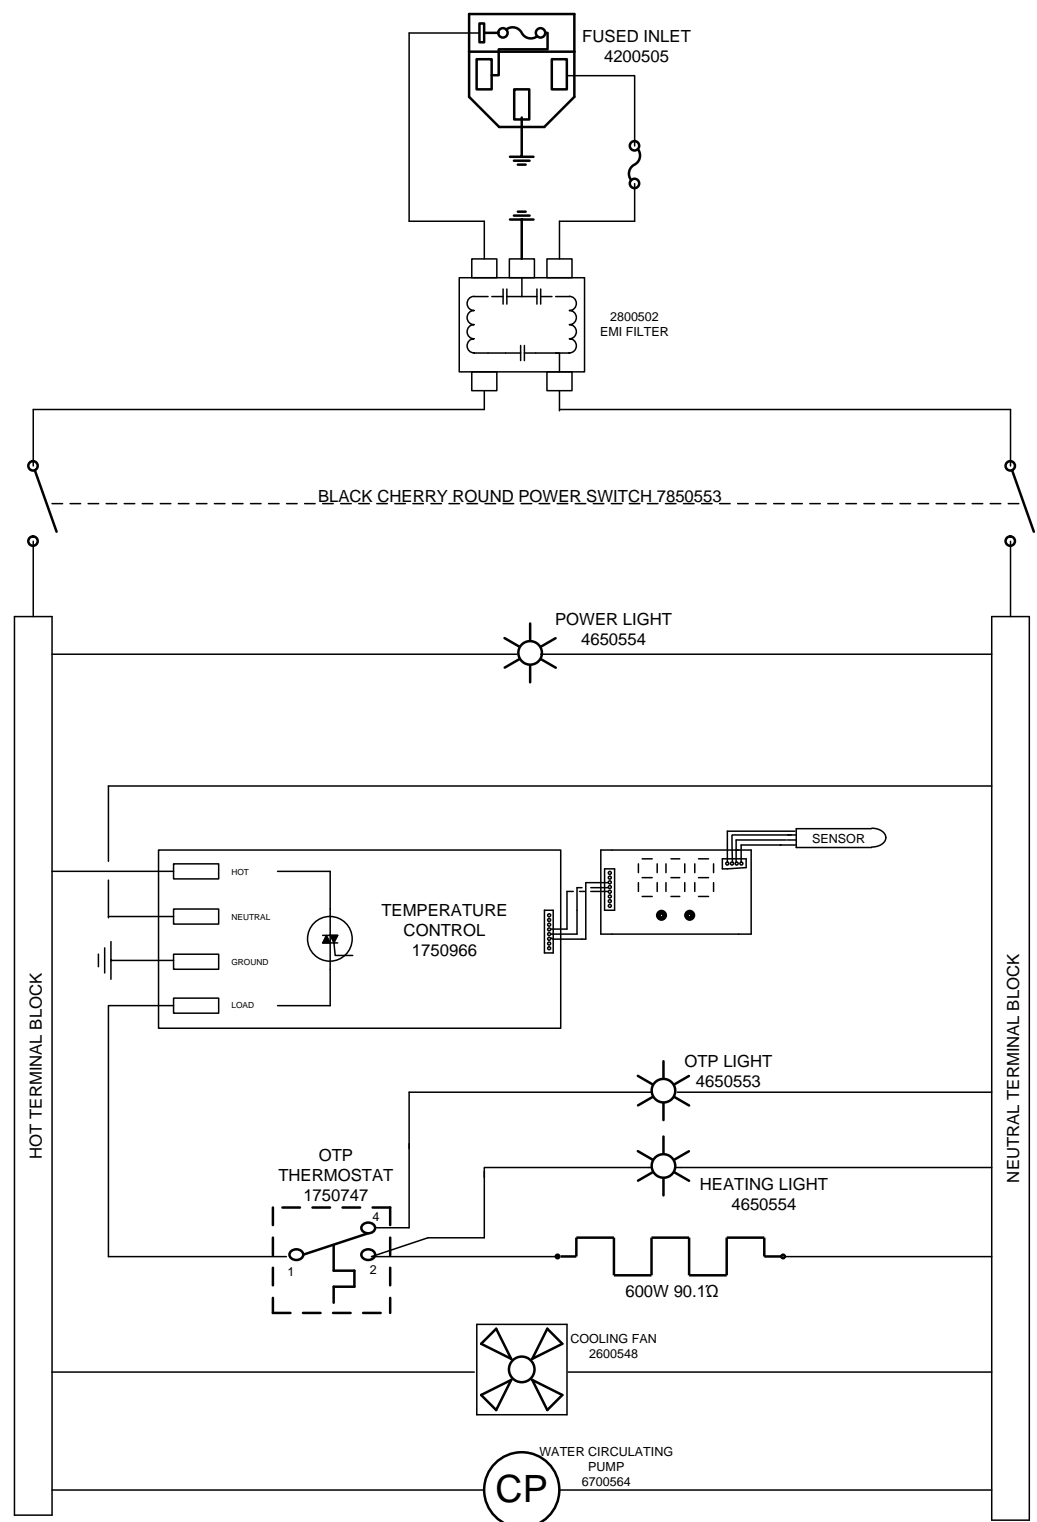 FUSED INLET
4200505
2800502
EMI FILTER
BLACK CHERRY ROUND POWER SWITCH 7850553
POWER LIGHT
4650554
SENSOR
HOT
NEUTRAL
GROUND
LOAD
TEMPERATURE
CONTROL
1750966
HOT TERMINAL BLOCK
NEUTRAL TERMINAL BLOCK
OTP LIGHT
4650553
OTP
THERMOSTAT
1750747
HEATING LIGHT
4650554
4
1
2
600W 90.1Ω
COOLING FAN
2600548
WATER CIRCULATING
PUMP
6700564
CP